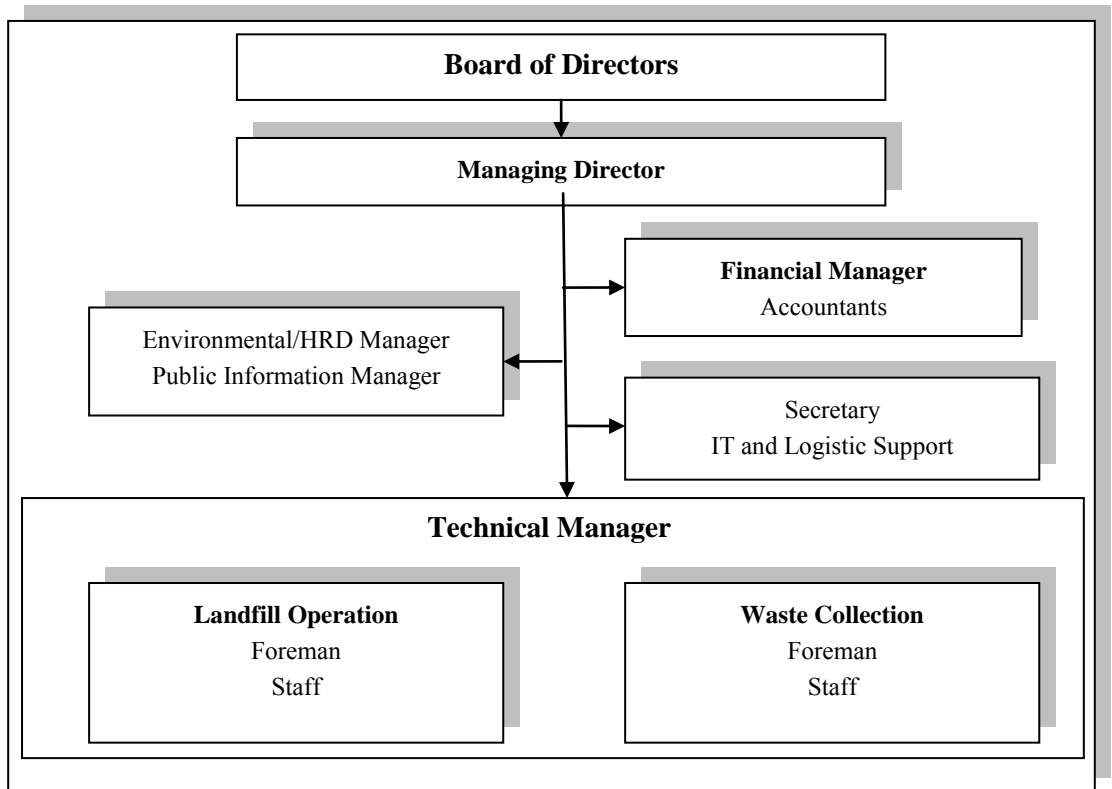 Board of Directors
Managing Director
Financial Manager
Accountants
Environmental/HRD Manager
Public Information Manager
Secretary
IT and Logistic Support
Technical Manager
Landfill Operation
Foreman
Staff
Waste Collection
Foreman
Staff